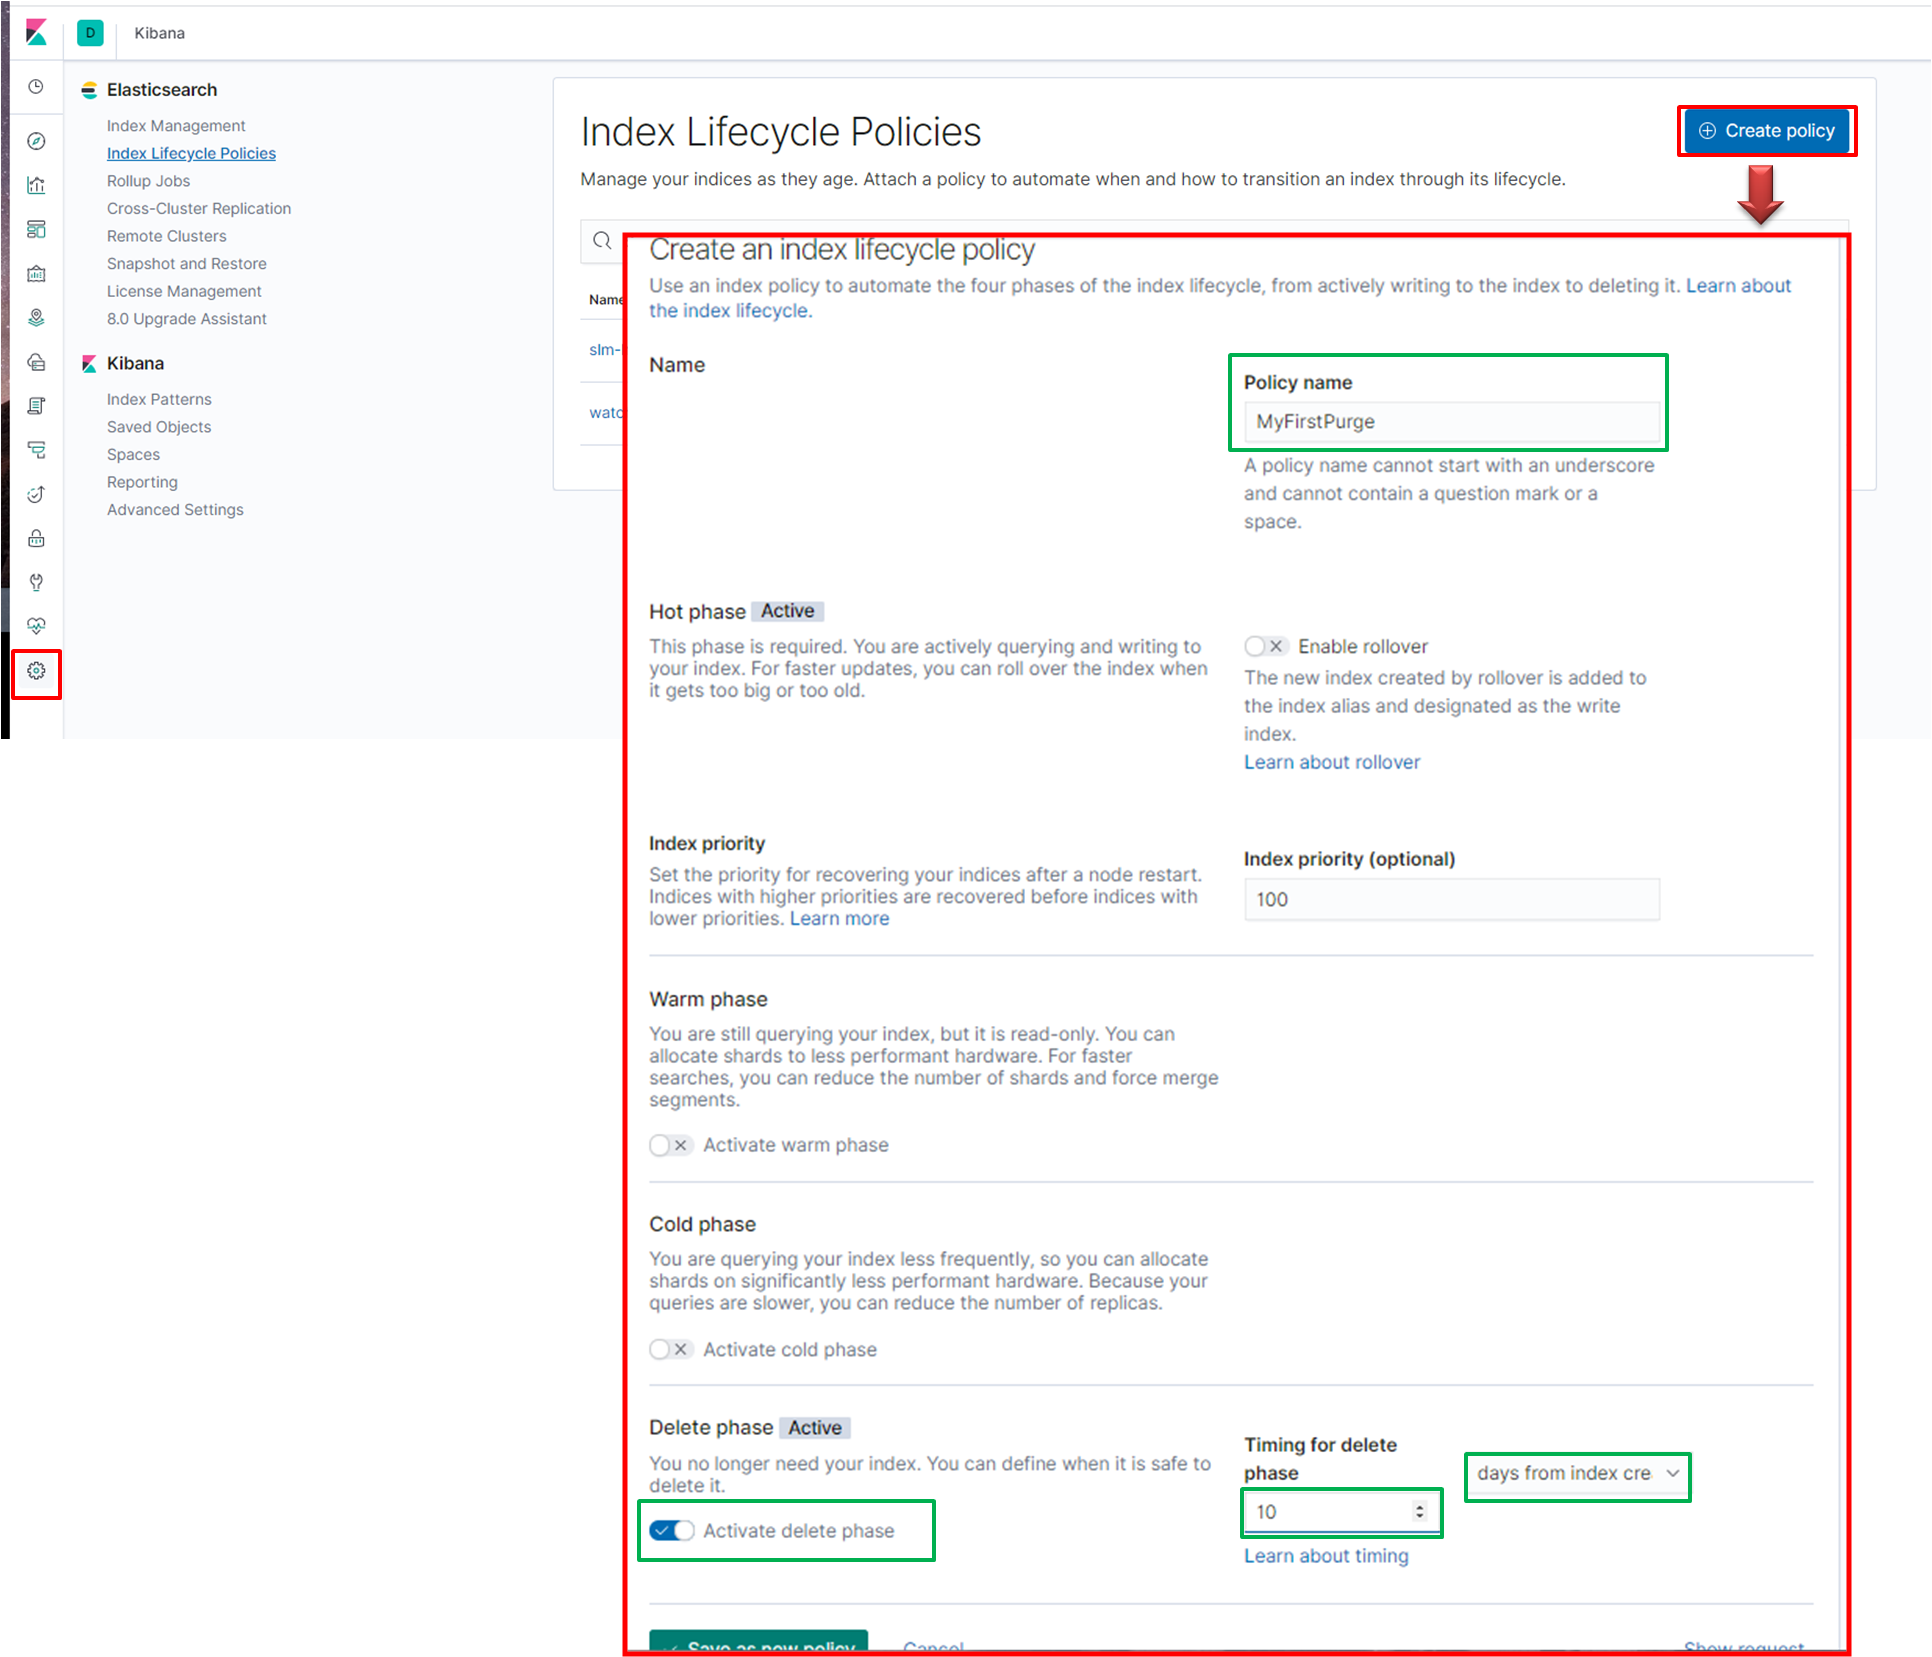 D
Kibana
Elasticsearch
Index Management
Index Lifecycle Policies
Rollup Jobs
Cross-Cluster Replication
Remote Clusters
Snapshot and Restore
License Management
8.0 Upgrade Assistant
Kibana
Index Patterns
Saved Objects
Spaces
Reporting
Advanced Settings
Index Lifecycle Policies
Create policy
Manage your indices as they age. Attach a policy to automate when and how to transition an index through its lifecycle.
Name
slm-
watc
Create an index lifecycle policy
Use an index policy to automate the four phases of the index lifecycle, from actively writing to the index to deleting it. Learn about
the index lifecycle.
Name
Policy name
MyFirstPurge
A policy name cannot start with an underscore
and cannot contain a question mark or a
space.
Hot phase Active
This phase is required. You are actively querying and writing to
your index. For faster updates, you can roll over the index when
it gets too big or too old.
Enable rollover
The new index created by rollover is added to
the index alias and designated as the write
index.
Learn about rollover
Index priority
Set the priority for recovering your indices after a node restart.
Indices with higher priorities are recovered before indices with
lower priorities. Learn more
Index priority (optional)
100
Warm phase
You are still querying your index, but it is read-only. You can
allocate shards to less performant hardware. For faster
searches, you can reduce the number of shards and force merge
segments.
Activate warm phase
Cold phase
You are querying your index less frequently, so you can allocate
shards on significantly less performant hardware. Because your
queries are slower, you can reduce the number of replicas.
Activate cold phase
Delete phase Active
You no longer need your index. You can define when it is safe to
delete it.
Activate delete phase
Timing for delete
phase
10
days from index cre
Learn about timing
Save as new policy
Cancel
Show request